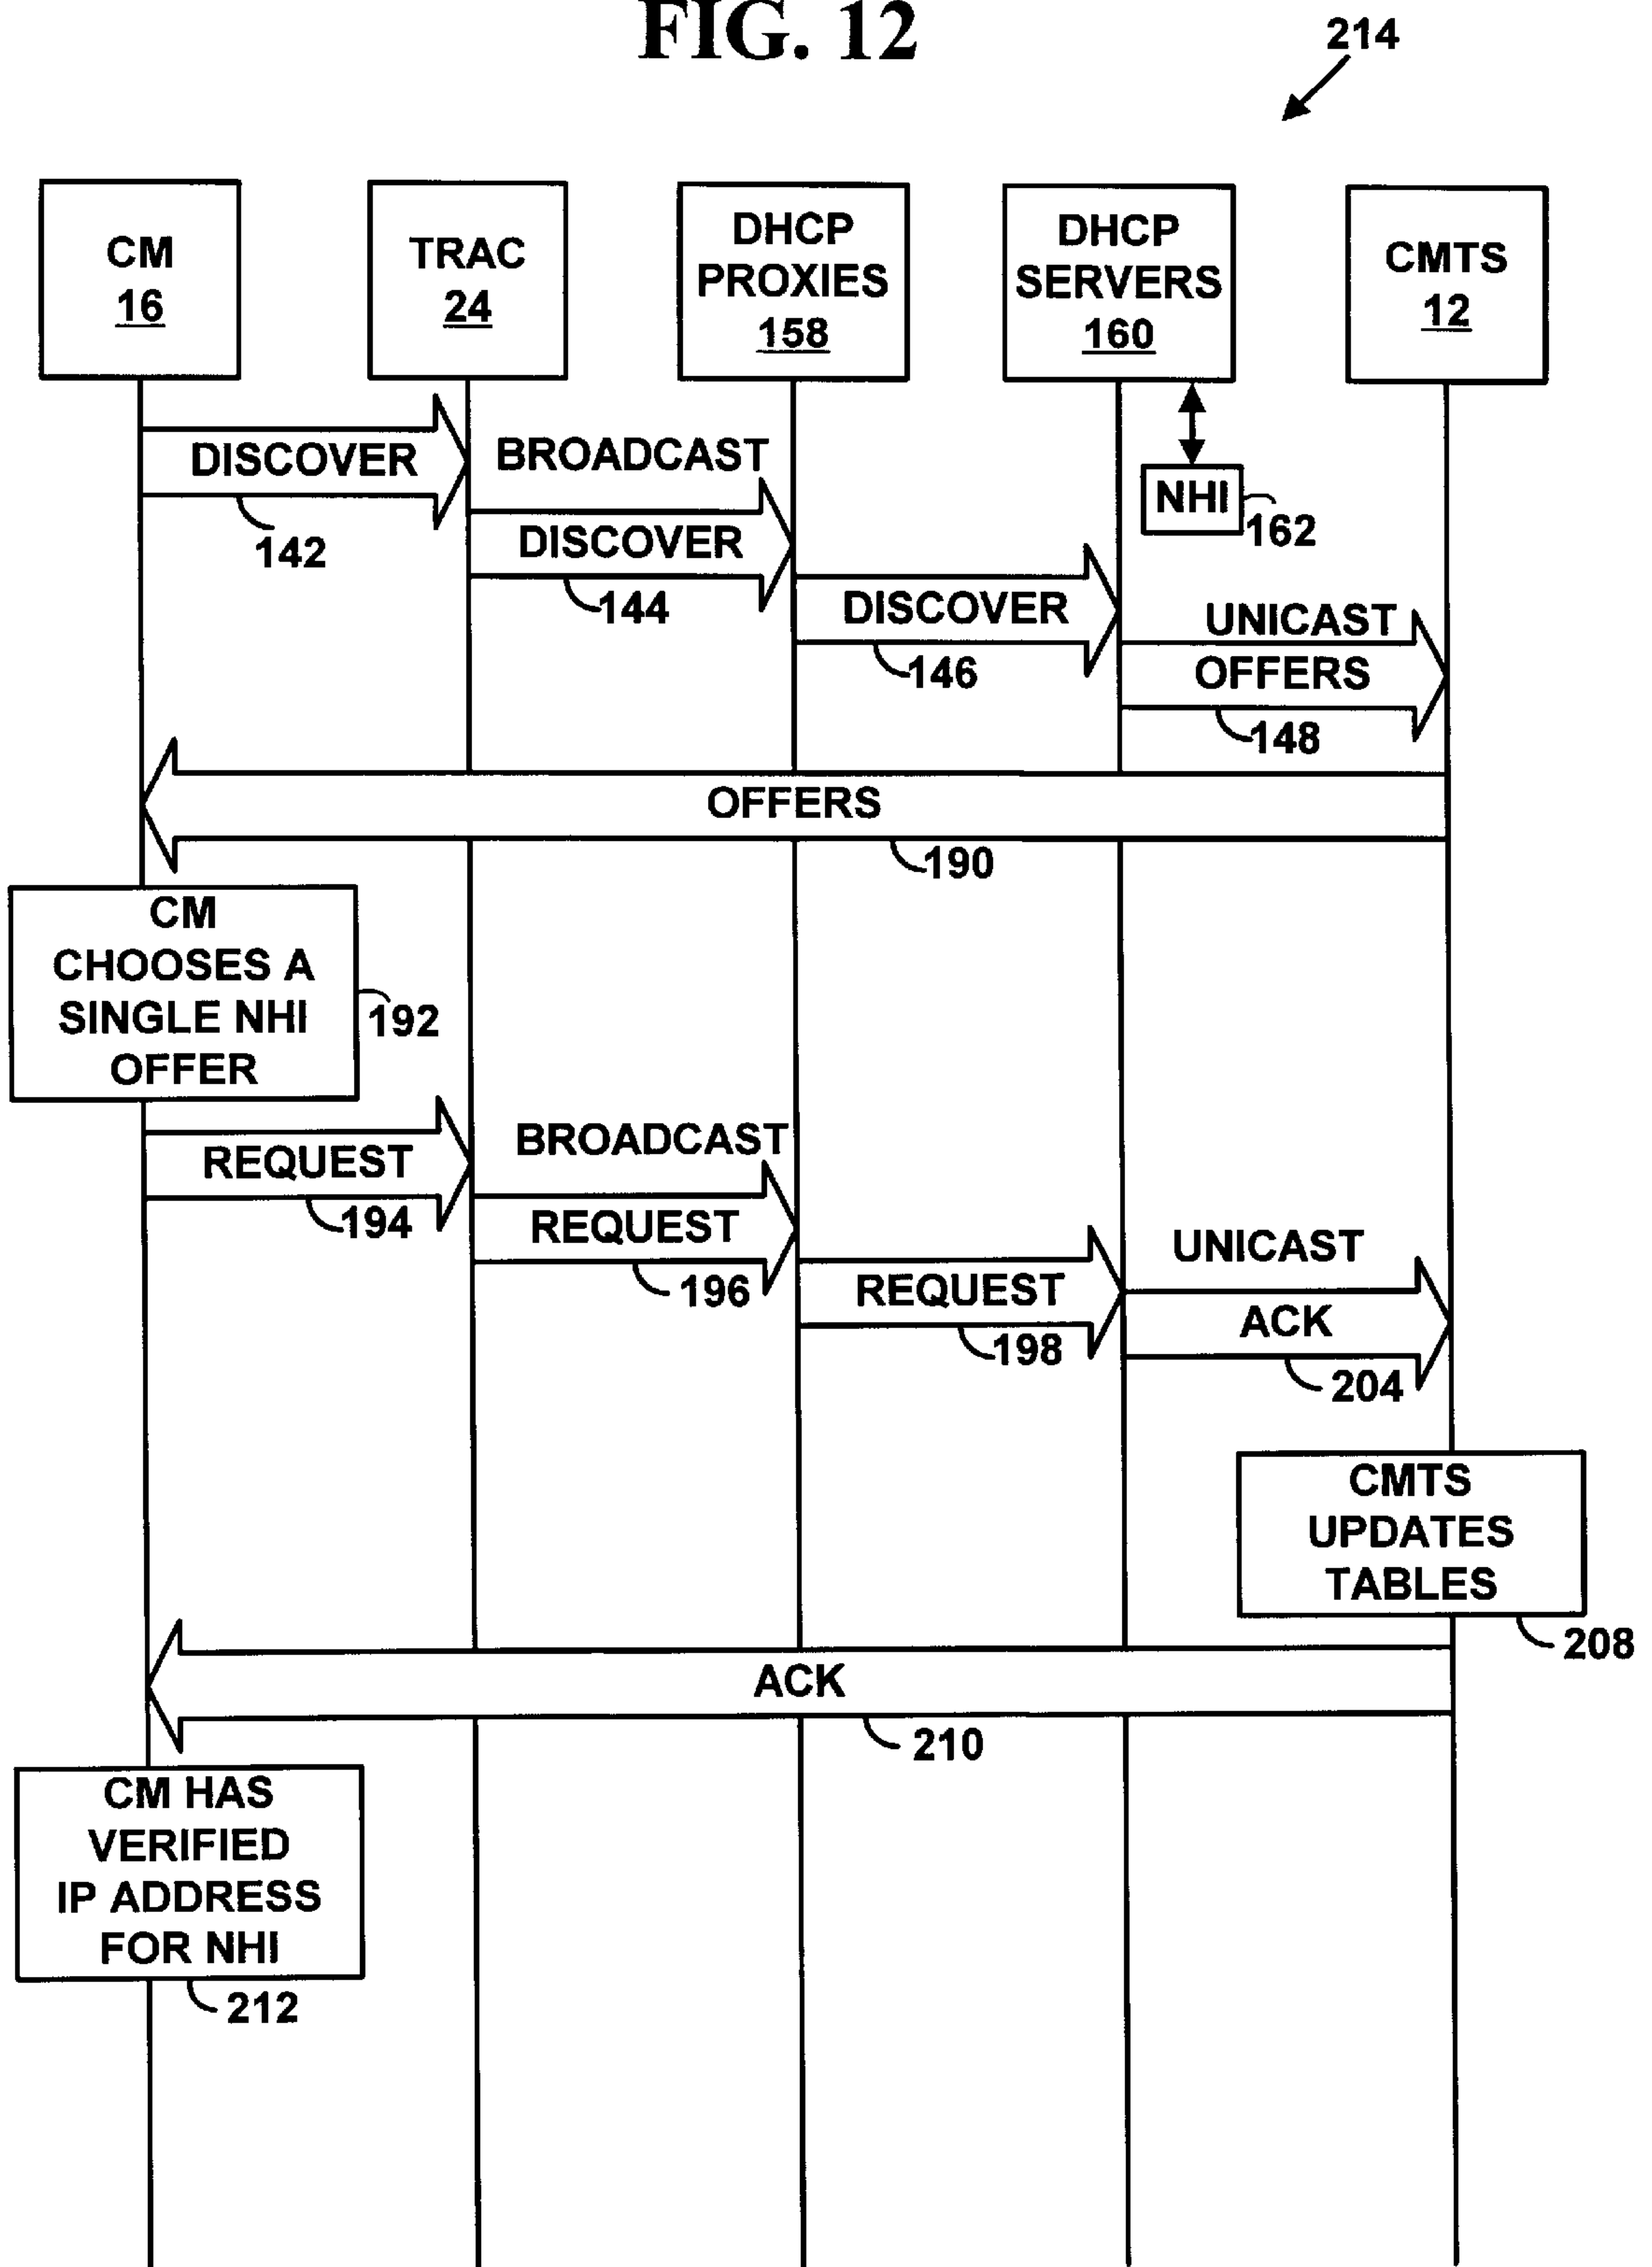 FIG. 12
214
CM
16
TRAC
24
DHCP
PROXIES
158
DHCP
SERVERS
160
CMTS
12
DISCOVER
142
BROADCAST
DISCOVER
144
NHI
162
DISCOVER
146
UNICAST
OFFERS
148
OFFERS
190
CM
CHOOSES A
SINGLE NHI
OFFER
192
REQUEST
194
BROADCAST
REQUEST
196
REQUEST
198
UNICAST
ACK
204
CMTS
UPDATES
TABLES
208
ACK
210
CM HAS
VERIFIED
IP ADDRESS
FOR NHI
212